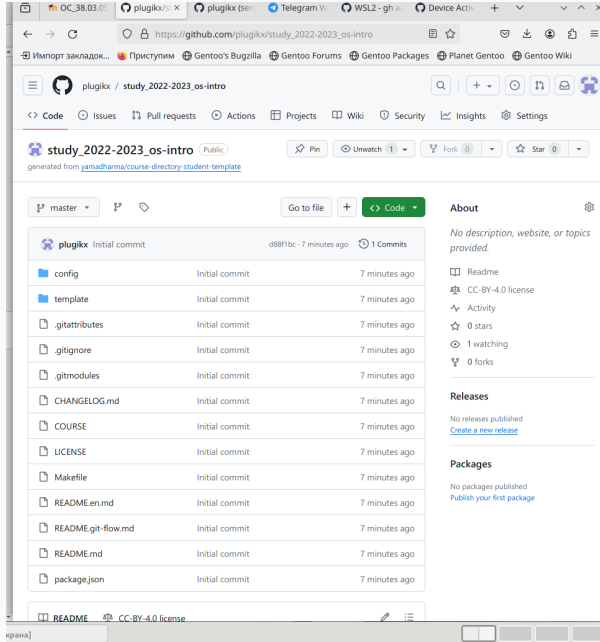 OC_38.03.05
plugikx/st
plugikx (ser
Telegram W
WSL2 - gh a
Device Activ
https://github.com/plugikx/study_2022-2023_os-intro
Импорт закладок... Приступим Gentoo's Bugzilla Gentoo Forums Gentoo Packages Planet Gentoo Gentoo Wiki
plugikx / study_2022-2023_os-intro
Code Issues Pull requests Actions Projects Wiki Security Insights Settings
study_2022-2023_os-intro Public Pin Unwatch 1 Fork 0 Star 0
generated from yamadharma/course-directory-student-template
master Go to file + Code
plugikx Initial commit d88f1bc · 7 minutes ago 1 Commits
config Initial commit 7 minutes ago
template Initial commit 7 minutes ago
.gitattributes Initial commit 7 minutes ago
.gitignore Initial commit 7 minutes ago
.gitmodules Initial commit 7 minutes ago
CHANGELOG.md Initial commit 7 minutes ago
COURSE Initial commit 7 minutes ago
LICENSE Initial commit 7 minutes ago
Makefile Initial commit 7 minutes ago
README.en.md Initial commit 7 minutes ago
README.git-flow.md Initial commit 7 minutes ago
README.md Initial commit 7 minutes ago
package.json Initial commit 7 minutes ago
README CC-BY-4.0 license
About
No description, website, or topics
provided.
Readme
CC-BY-4.0 license
Activity
0 stars
1 watching
0 forks
Releases
No releases published
Create a new release
Packages
No packages published
Publish your first package
крана]